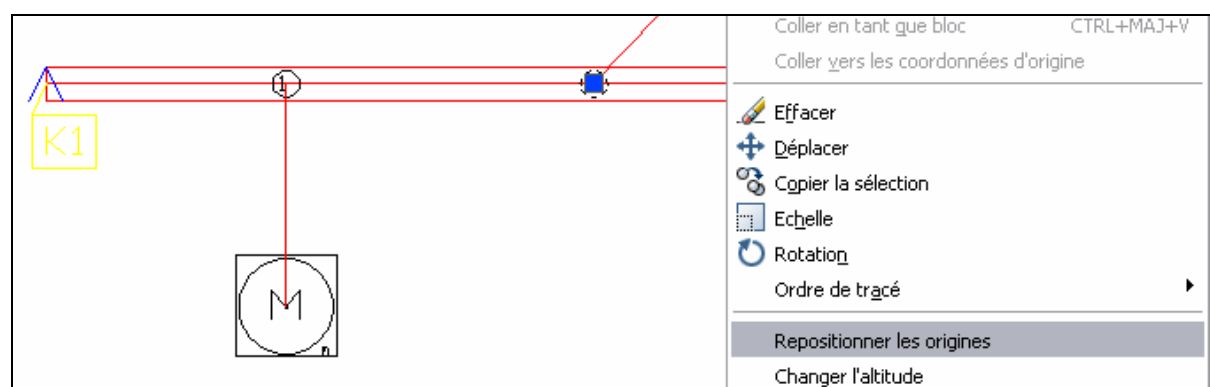 Coller en tant que bloc CTRL+MAJ+V
Coller vers les coordonnées d'origine
1
K1
Effacer
Déplacer
Copier la sélection
Echelle
Rotation
M
Ordre de tracé
Repositionner les origines
Changer l'altitude